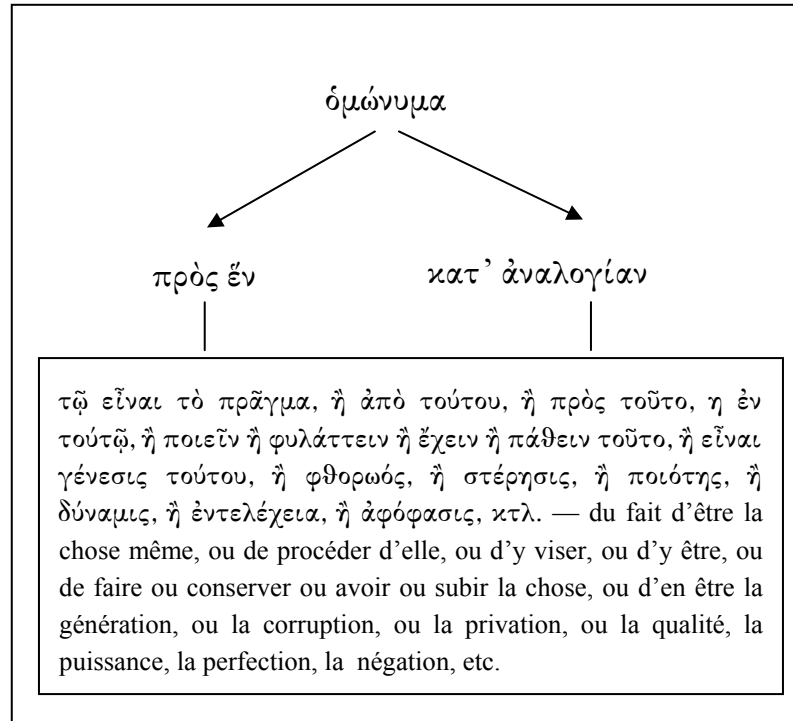 ὁμώνυμα
πρὸς ἕν κατ’ ἀναλογίαν
τῷ εἶναι τὸ πρᾶγμα, ἢ ἀπὸ τούτου, ἢ πρὸς τοῦτο, η ἐν
τούτῳ, ἢ ποιεῖν ἢ φυλάττειν ἢ ἔχειν ἢ πάθειν τοῦτο, ἢ εἶναι
γένεσις τούτου, ἢ φθορωός, ἢ στέρησις, ἢ ποιότης, ἢ
δύναμις, ἢ ἐντελέχεια, ἢ ἀφόφασις, κτλ. — du fait d’être la
chose même, ou de procéder d’elle, ou d’y viser, ou d’y être, ou
de faire ou conserver ou avoir ou subir la chose, ou d’en être la
génération, ou la corruption, ou la privation, ou la qualité, la
puissance, la perfection, la négation, etc.